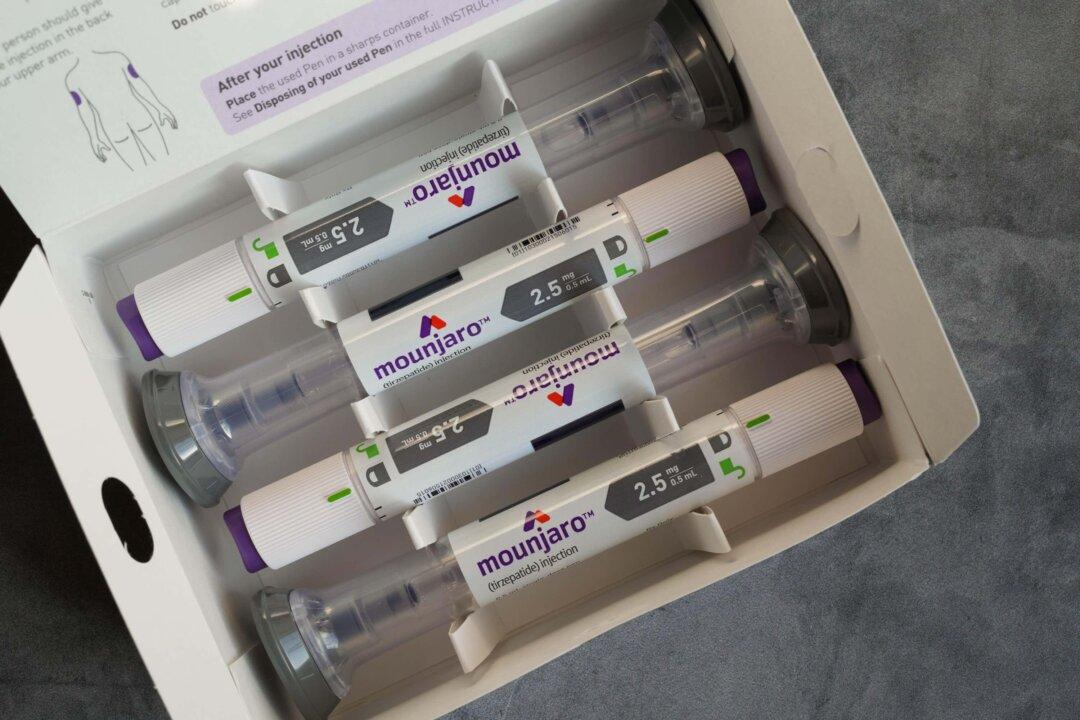 person should give
injection in the back
ur upper arm.
Do not
After your injection
Place the used Pen in a sharps container.
See Disposing of your used Pen in the full
mounjaro™
(tirzepatide) injection
2.5 mg
0.5 mL
2.5 mg
0.5 mL
mounjaro™
(tirzepatide) injection
mounjaro™
(tirzepatide) injection
2.5 mg
0.5 mL
2.5 mg
0.5 mL
mounjaro™
(tirzepatide) injection